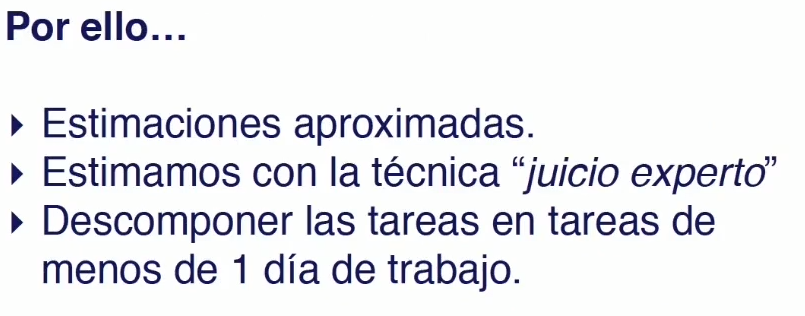 Por ello…
‣ Estimaciones aproximadas.
‣ Estimamos con la técnica “juicio experto”
‣ Descomponer las tareas en tareas de
menos de 1 día de trabajo.